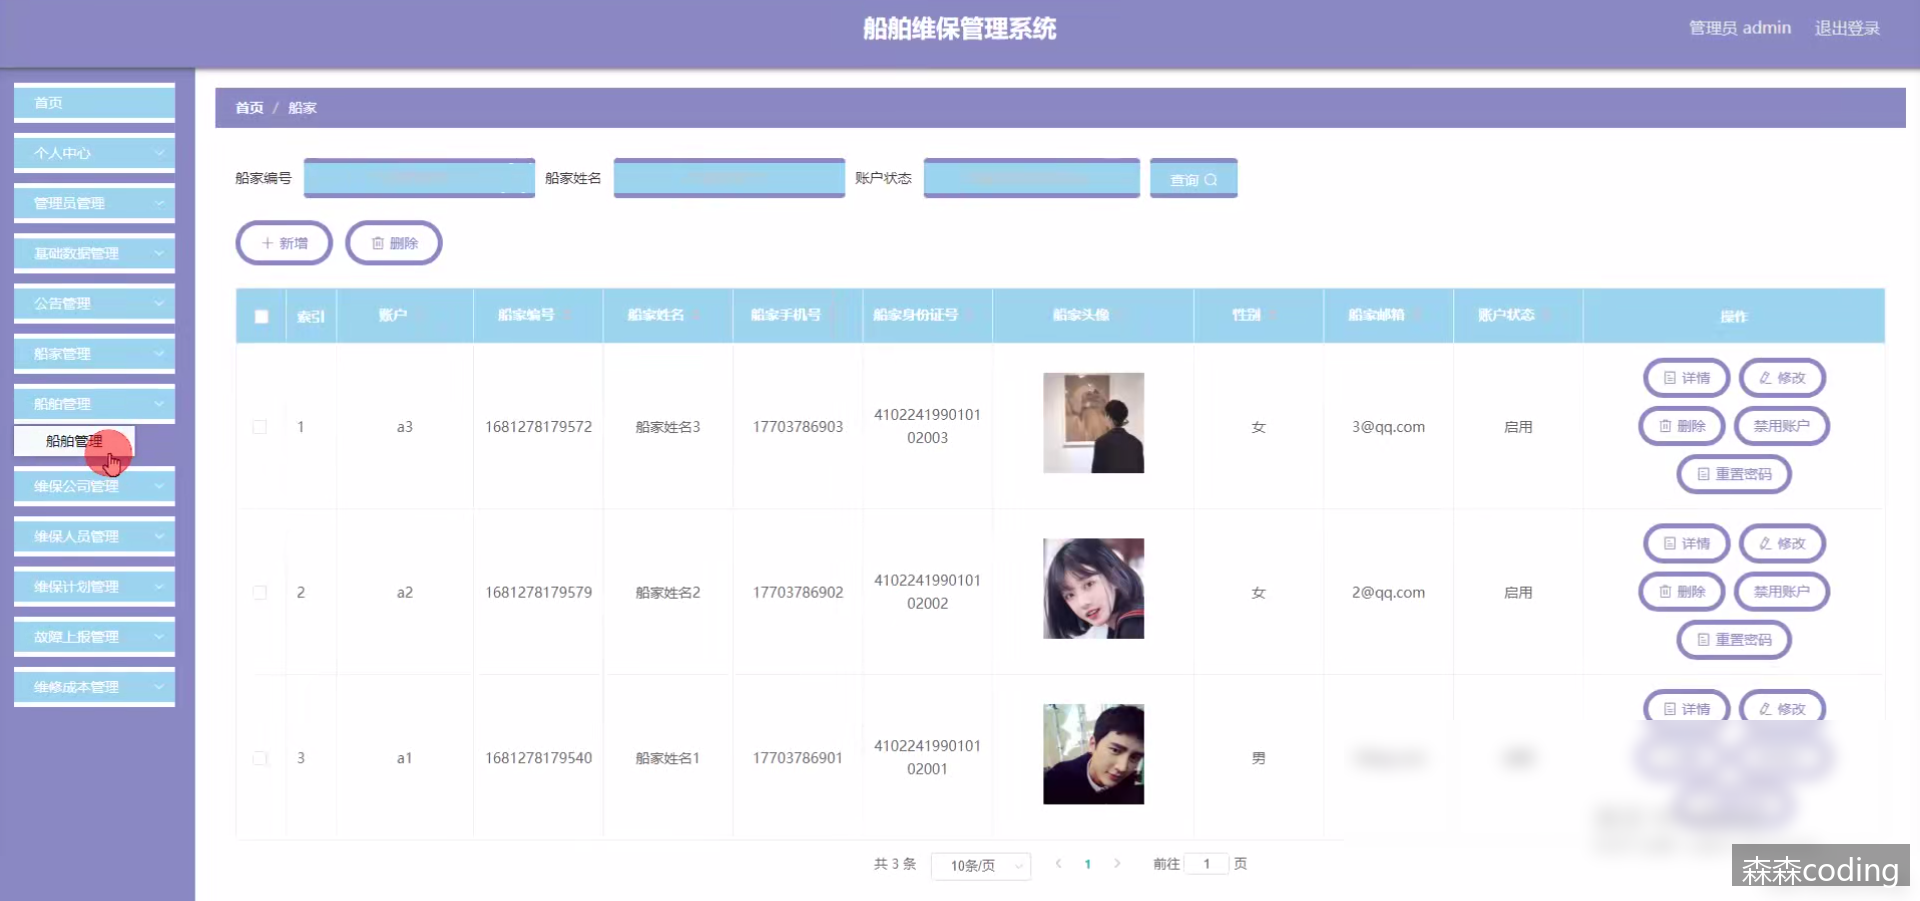 船舶维保管理系统
管理员 admin 退出登录
首页
个人中心
管理员管理
基础数据管理
公告管理
船家管理
船舶管理
船舶管理
维保公司管理
维保人员管理
维保计划管理
故障上报管理
维修成本管理
首页 / 船家
船家编号 船家姓名 账户状态 查询
新增 删除
索引 账户 船家编号 船家姓名 船家手机号 船家身份证号 船家头像 性别 船家邮箱 账户状态 操作
1 a3 1681278179572 船家姓名3 17703786903 4102241990101
02003 女 3@qq.com 启用
详情 修改
删除 禁用账户
重置密码
2 a2 1681278179579 船家姓名2 17703786902 4102241990101
02002 女 2@qq.com 启用
详情 修改
删除 禁用账户
重置密码
3 a1 1681278179540 船家姓名1 17703786901 4102241990101
02001 男
详情 修改
共 3 条 10条/页 1 前往 1 页
森森coding